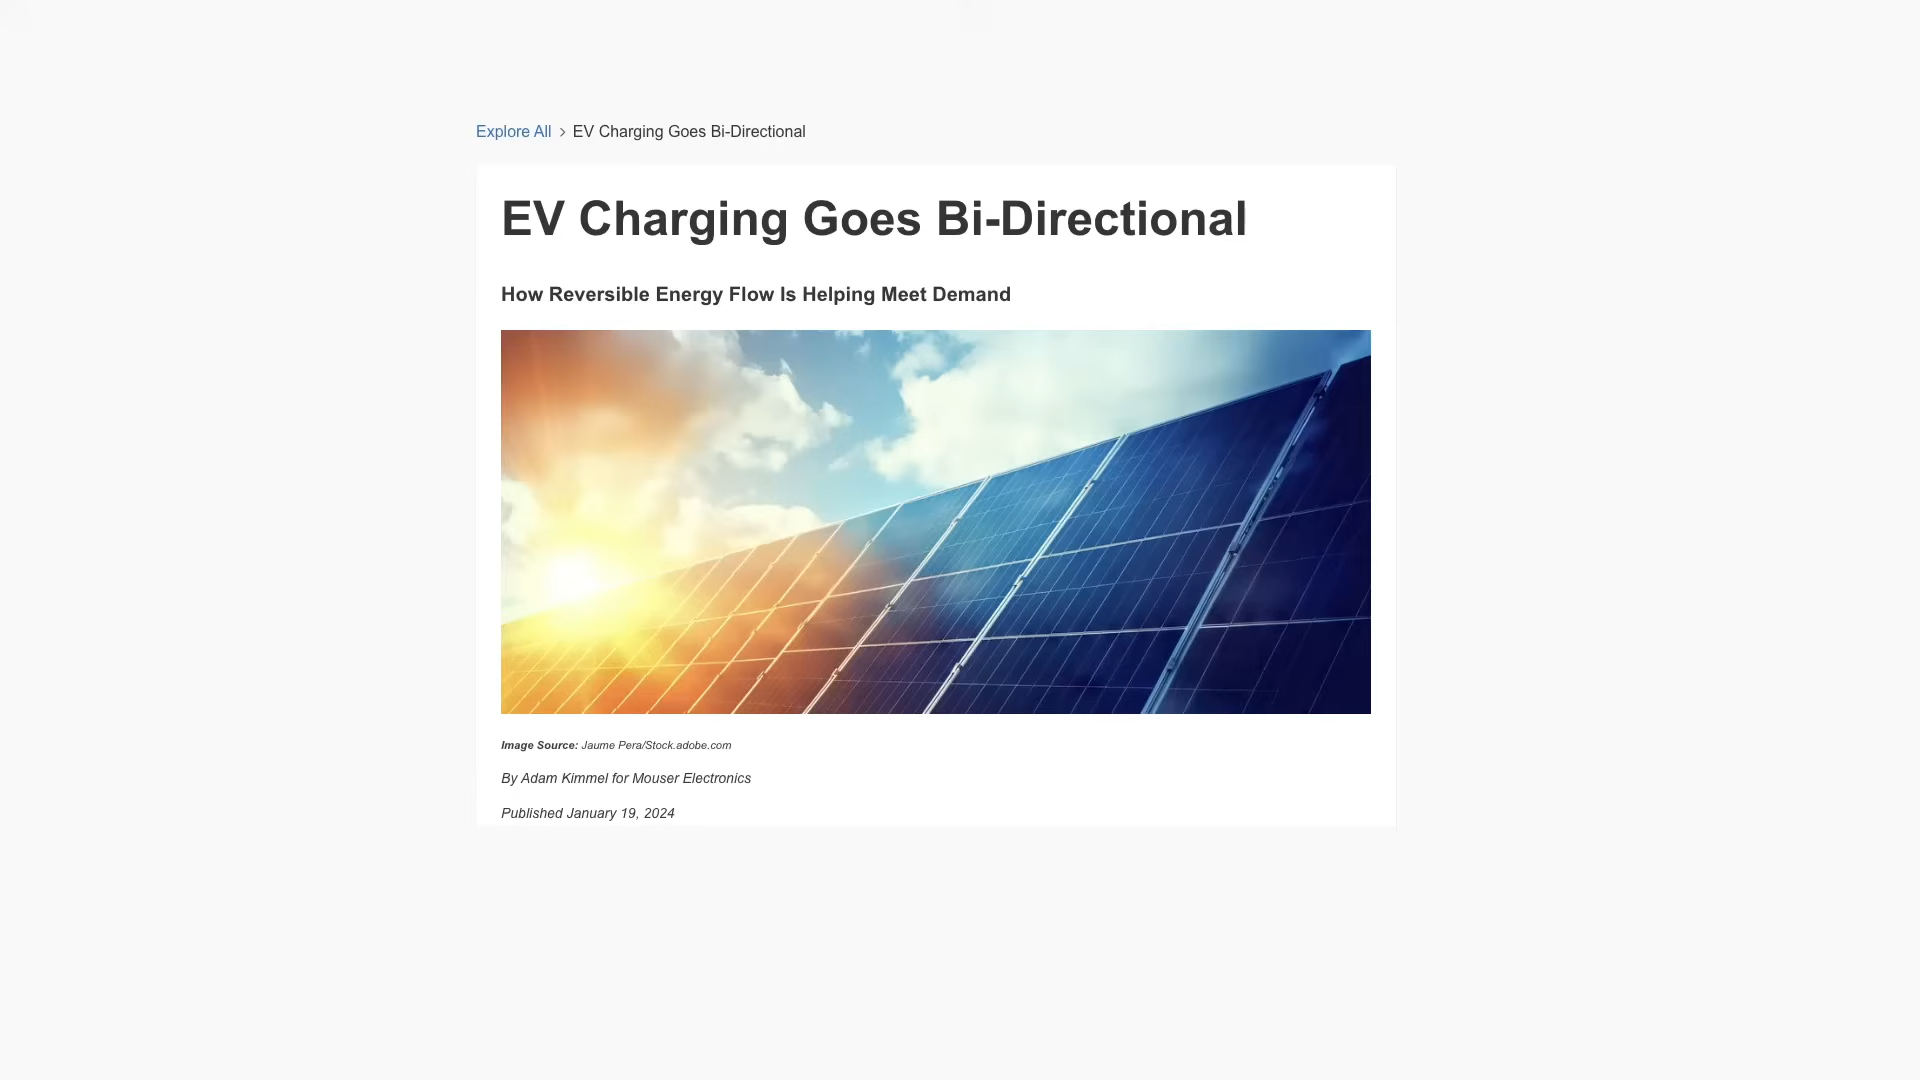 Explore All > EV Charging Goes Bi-Directional
EV Charging Goes Bi-Directional
How Reversible Energy Flow Is Helping Meet Demand
Image Source: Jaume Pera/Stock.adobe.com
By Adam Kimmel for Mouser Electronics
Published January 19, 2024